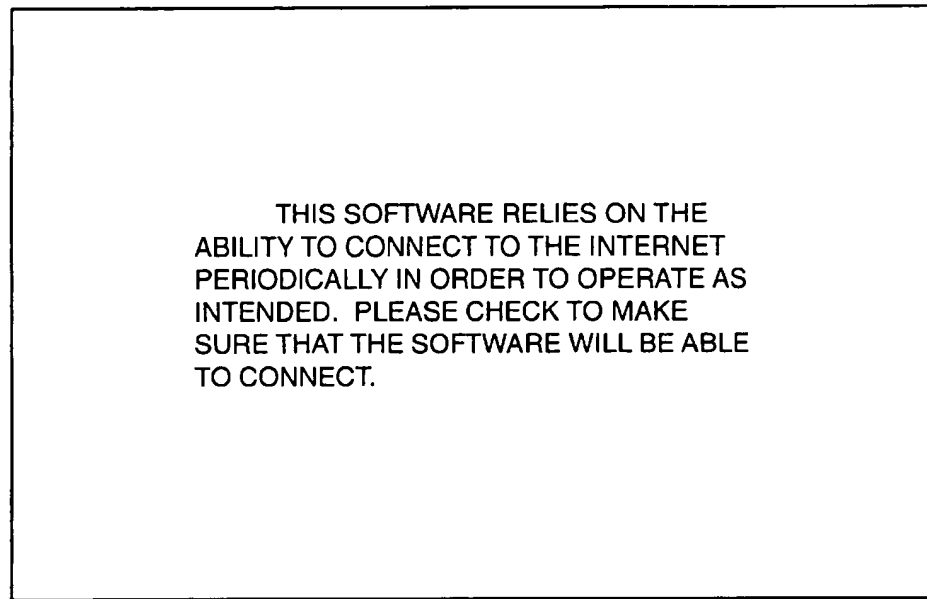 THIS SOFTWARE RELIES ON THE
ABILITY TO CONNECT TO THE INTERNET
PERIODICALLY IN ORDER TO OPERATE AS
INTENDED. PLEASE CHECK TO MAKE
SURE THAT THE SOFTWARE WILL BE ABLE
TO CONNECT.